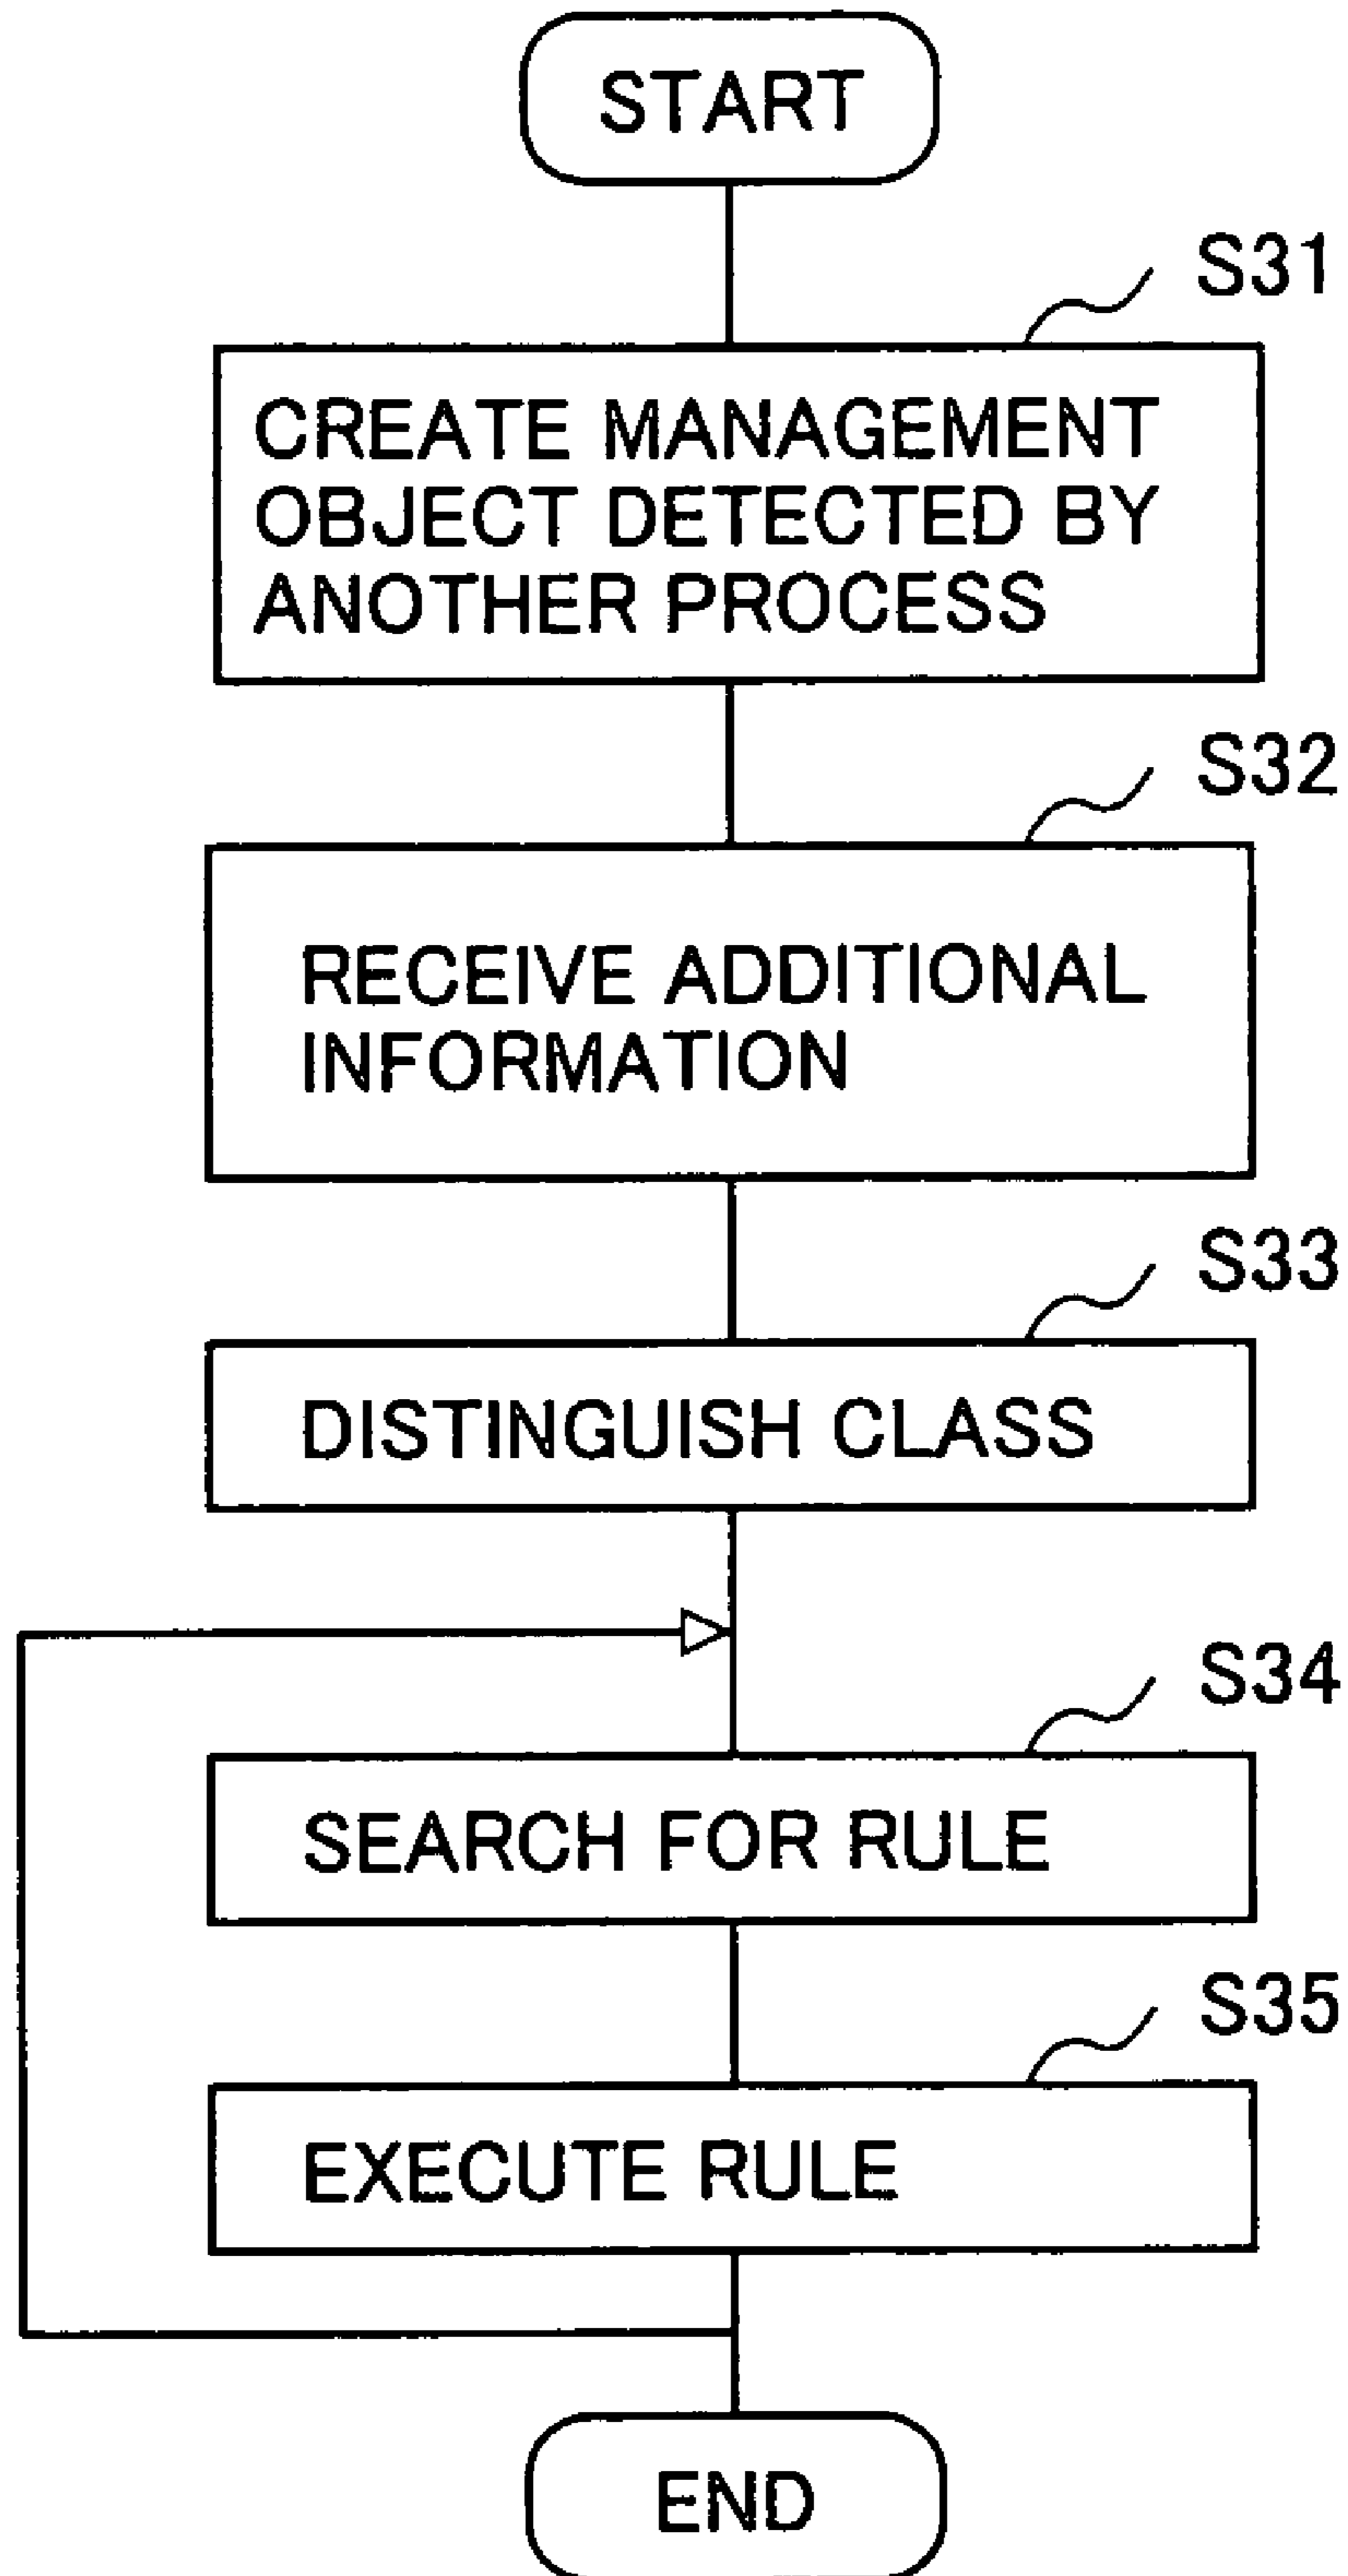 START
S31
CREATE MANAGEMENT
OBJECT DETECTED BY
ANOTHER PROCESS
S32
RECEIVE ADDITIONAL
INFORMATION
S33
DISTINGUISH CLASS
S34
SEARCH FOR RULE
S35
EXECUTE RULE
END